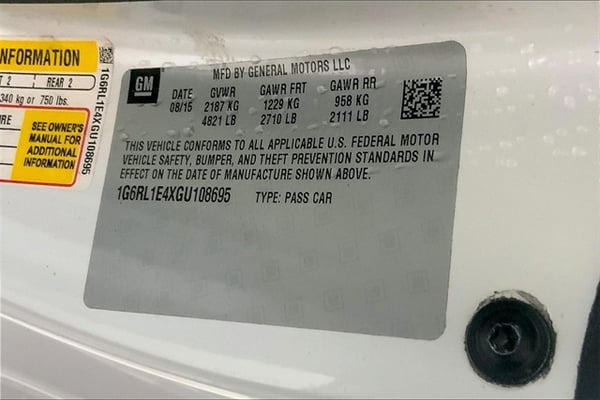 NFORMATION
T 2 REAR 2
340 kg or 750 lbs.
RE
SEE OWNER'S
MANUAL FOR
ADDITIONAL
INFORMATION
1G6RL1E4XGU108695
GM
MFD BY GENERAL MOTORS LLC
DATE GVWR GAWR FRT GAWR RR
08/15 2187 KG 1229 KG 958 KG
4821 LB 2710 LB 2111 LB
THIS VEHICLE CONFORMS TO ALL APPLICABLE U.S. FEDERAL MOTOR
VEHICLE SAFETY, BUMPER, AND THEFT PREVENTION STANDARDS IN
EFFECT ON THE DATE OF MANUFACTURE SHOWN ABOVE.
1G6RL1E4XGU108695 TYPE: PASS CAR